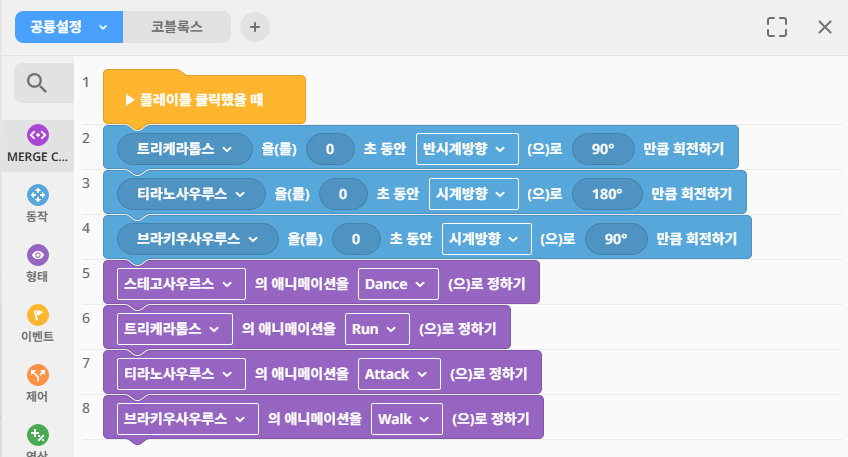 공룡설정
코블록스
1
▶ 플레이를 클릭했을 때
MERGE C...
2
트리케라톱스 을(를) 0 초 동안 반시계방향 (으)로 90° 만큼 회전하기
3
티라노사우루스 을(를) 0 초 동안 시계방향 (으)로 180° 만큼 회전하기
동작
4
브라키우사우루스 을(를) 0 초 동안 시계방향 (으)로 90° 만큼 회전하기
형태
5
스테고사우르스 의 애니메이션을 Dance (으)로 정하기
6
트리케라톱스 의 애니메이션을 Run (으)로 정하기
이벤트
7
티라노사우루스 의 애니메이션을 Attack (으)로 정하기
제어
8
브라키우사우루스 의 애니메이션을 Walk (으)로 정하기
연산